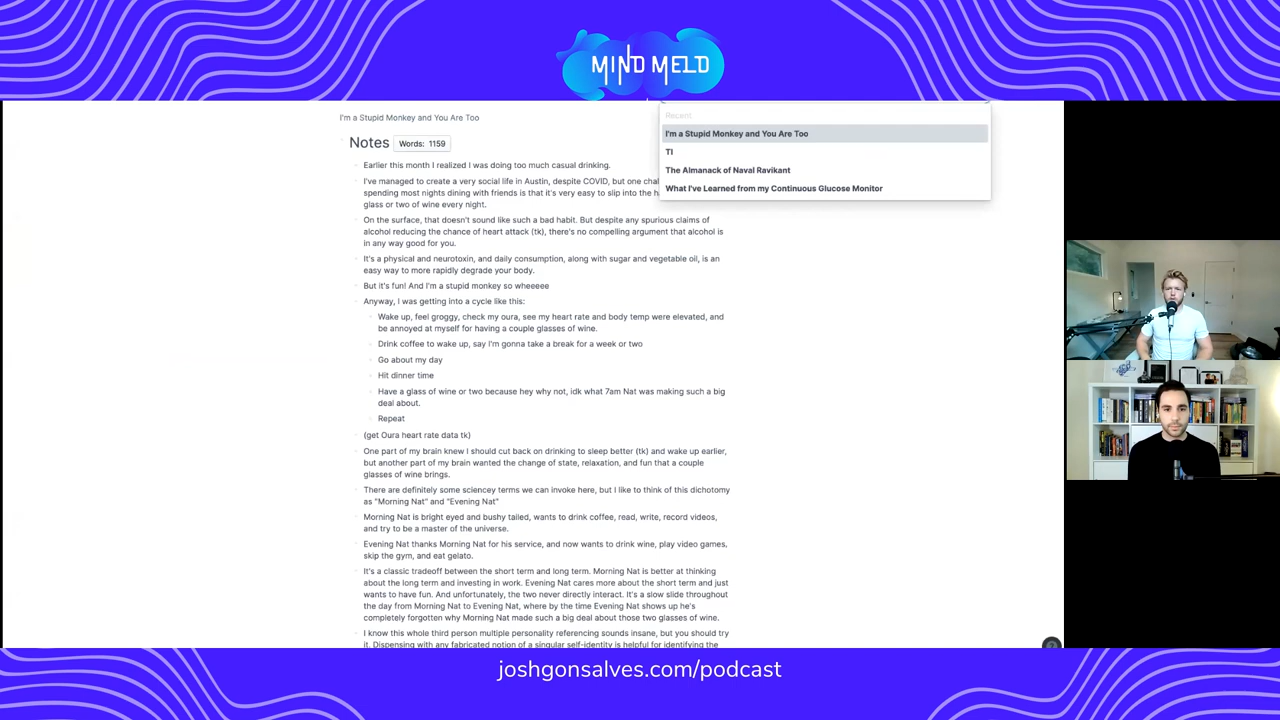 MIND MELD
I'm a Stupid Monkey and You Are Too
Recent
I'm a Stupid Monkey and You Are Too
TI
The Almanack of Naval Ravikant
What I've Learned from my Continuous Glucose Monitor
Notes Words: 1159
Earlier this month I realized I was doing too much casual drinking.
I've managed to create a very social life in Austin, despite COVID, but one
spending most nights dining with friends is that it's very easy to slip into the
glass or two of wine every night.
On the surface, that doesn't sound like such a bad habit. But despite any spurious claims of
alcohol reducing the chance of heart attack (tk), there's no compelling argument that alcohol is
in any way good for you.
It's a physical and neurotoxin, and daily consumption, along with sugar and vegetable oil, is an
easy way to more rapidly degrade your body.
But it's fun! And I'm a stupid monkey so wheeeee
Anyway, I was getting into a cycle like this:
Wake up, feel groggy, check my oura, see my heart rate and body temp were elevated, and
be annoyed at myself for having a couple glasses of wine.
Drink coffee to wake up, say I'm gonna take a break for a week or two
Go about my day
Hit dinner time
Have a glass of wine or two because hey why not, idk what 7am Nat was making such a big
deal about.
Repeat
(get Oura heart rate data tk)
One part of my brain knew I should cut back on drinking to sleep better (tk) and wake up earlier,
but another part of my brain wanted the change of state, relaxation, and fun that a couple
glasses of wine brings.
There are definitely some sciencey terms we can invoke here, but I like to think of this dichotomy
as "Morning Nat" and "Evening Nat"
Morning Nat is bright eyed and bushy tailed, wants to drink coffee, read, write, record videos,
and try to be a master of the universe.
Evening Nat thanks Morning Nat for his service, and now wants to drink wine, play video games,
skip the gym, and eat gelato.
It's a classic tradeoff between the short term and long term. Morning Nat is better at thinking
about the long term and investing in work. Evening Nat cares more about the short term and just
wants to have fun. And unfortunately, the two never directly interact. It's a slow slide throughout
the day from Morning Nat to Evening Nat, where by the time Evening Nat shows up he's
completely forgotten why Morning Nat made such a big deal about those two glasses of wine.
I know this whole third person multiple personality referencing sounds insane, but you should try
it. Dispensing with any fabricated notion of a singular self-identity is helpful for identifying the
joshgonsalves.com/podcast